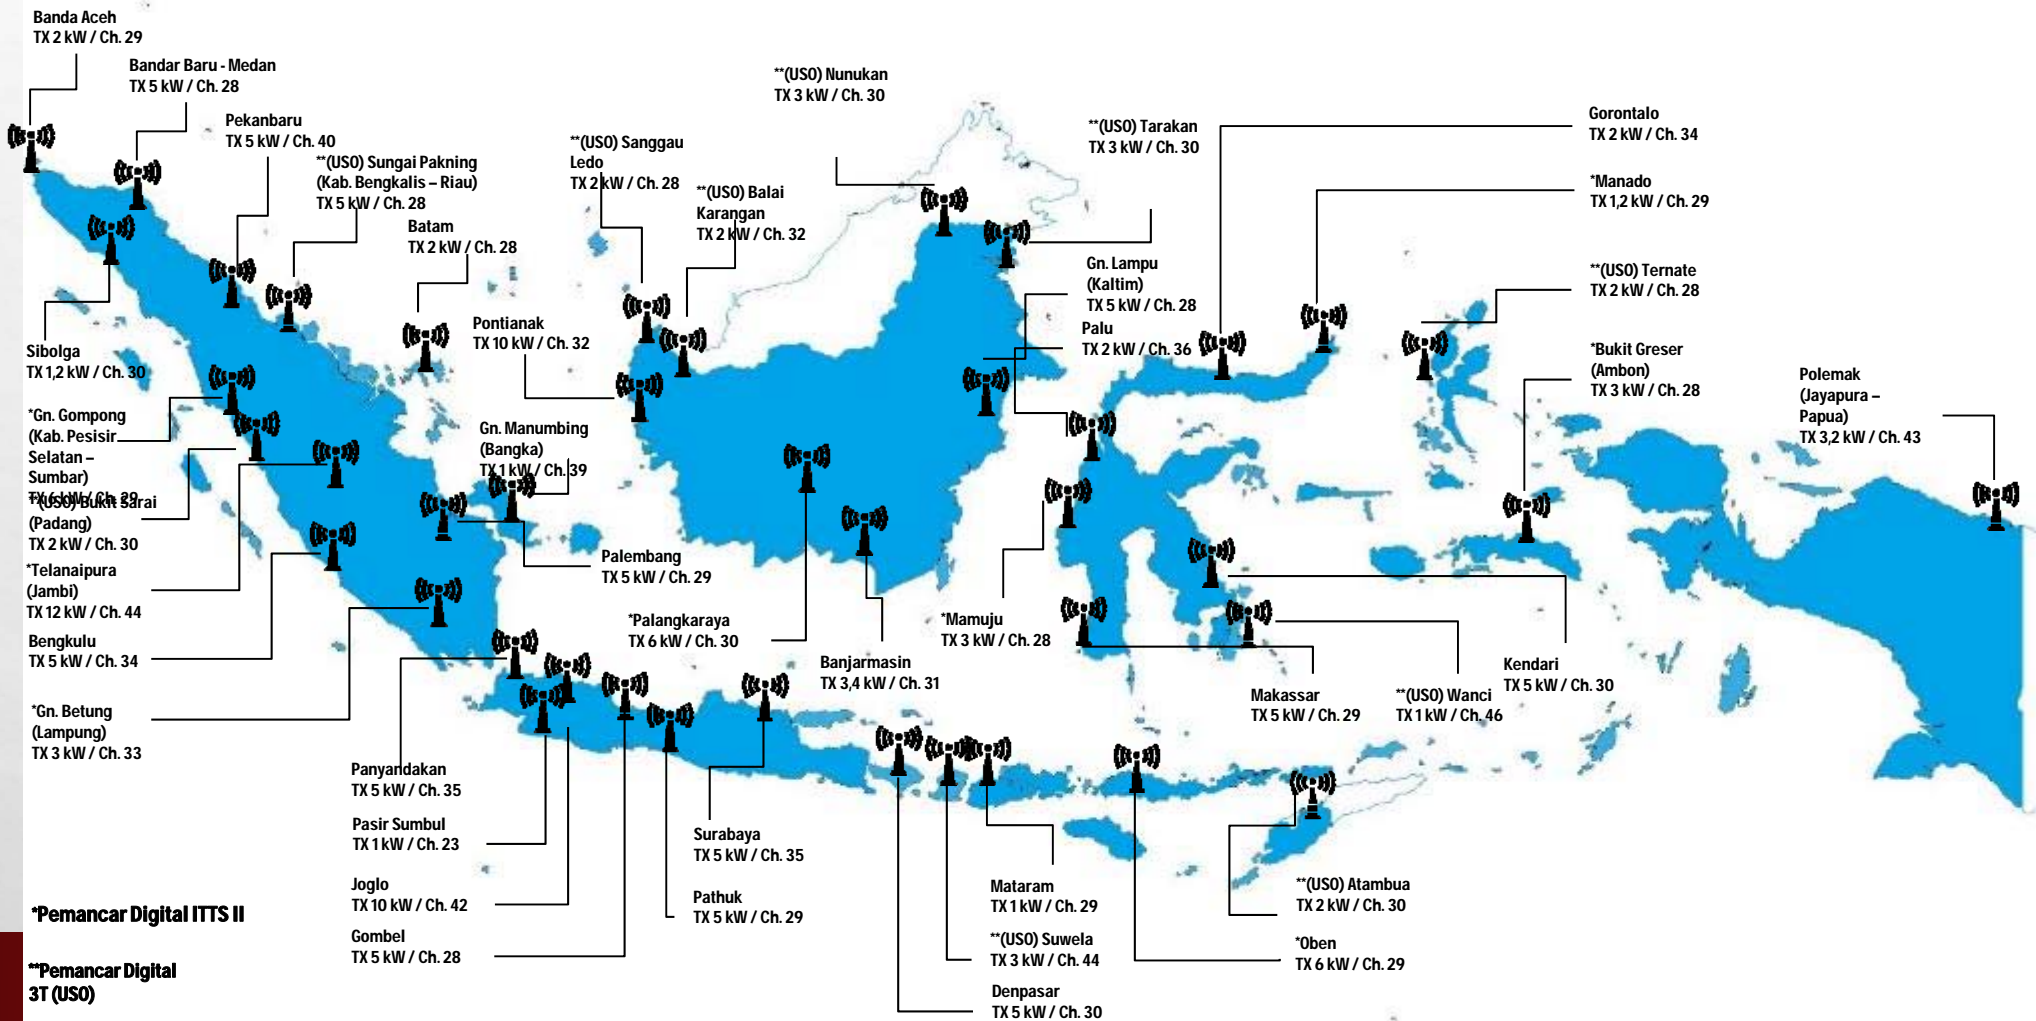 Banda Aceh
TX 2 kW / Ch. 29
Bandar Baru - Medan
TX 5 kW / Ch. 28
Pekanbaru
TX 5 kW / Ch. 40
**(USO) Sungai Pakning
(Kab. Bengkalis – Riau)
TX 5 kW / Ch. 28
Batam
TX 2 kW / Ch. 28
**(USO) Sanggau
Ledo
TX 2 kW / Ch. 28
**(USO) Balai
Karangan
TX 2 kW / Ch. 32
**(USO) Nunukan
TX 3 kW / Ch. 30
**(USO) Tarakan
TX 3 kW / Ch. 30
Gn. Lampu
(Kaltim)
TX 5 kW / Ch. 28
Palu
TX 2 kW / Ch. 36
Gorontalo
TX 2 kW / Ch. 34
*Manado
TX 1,2 kW / Ch. 29
**(USO) Ternate
TX 2 kW / Ch. 28
*Bukit Greser
(Ambon)
TX 3 kW / Ch. 28
Polemak
(Jayapura –
Papua)
TX 3,2 kW / Ch. 43
Pontianak
TX 10 kW / Ch. 32
Gn. Manumbing
(Bangka)
TX 1 kW / Ch. 39
Sibolga
TX 1,2 kW / Ch. 30
*Gn. Gompong
(Kab. Pesisir
Selatan –
Sumbar)
TX 6 kW / Ch. 29
**(USO) Bukit Sarai
(Padang)
TX 2 kW / Ch. 30
*Telanaipura
(Jambi)
TX 12 kW / Ch. 44
Bengkulu
TX 5 kW / Ch. 34
*Gn. Betung
(Lampung)
TX 3 kW / Ch. 33
Palembang
TX 5 kW / Ch. 29
*Palangkaraya
TX 6 kW / Ch. 30
Banjarmasin
TX 3,4 kW / Ch. 31
*Mamuju
TX 3 kW / Ch. 28
Makassar
TX 5 kW / Ch. 29
**(USO) Wanci
TX 1 kW / Ch. 46
Kendari
TX 5 kW / Ch. 30
Panyandakan
TX 5 kW / Ch. 35
Pasir Sumbul
TX 1 kW / Ch. 23
Joglo
TX 10 kW / Ch. 42
Gombel
TX 5 kW / Ch. 28
Surabaya
TX 5 kW / Ch. 35
Pathuk
TX 5 kW / Ch. 29
Mataram
TX 1 kW / Ch. 29
**(USO) Suwela
TX 3 kW / Ch. 44
Denpasar
TX 5 kW / Ch. 30
**(USO) Atambua
TX 2 kW / Ch. 30
*Oben
TX 6 kW / Ch. 29
*Pemancar Digital ITTS II
**Pemancar Digital
3T (USO)